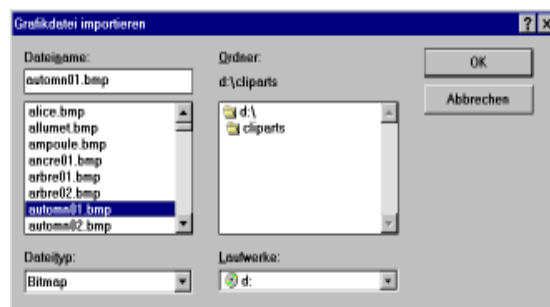 Grafikdatei importieren
Dateiname:
automn01.bmp
alice.bmp
allumet.bmp
ampoule.bmp
ancre01.bmp
arbre01.bmp
arbre02.bmp
automn01.bmp
automn02.bmp
Dateityp:
Bitmap
Ordner:
d:\cliparts
d:\
cliparts
Laufwerke:
d:
OK
Abbrechen